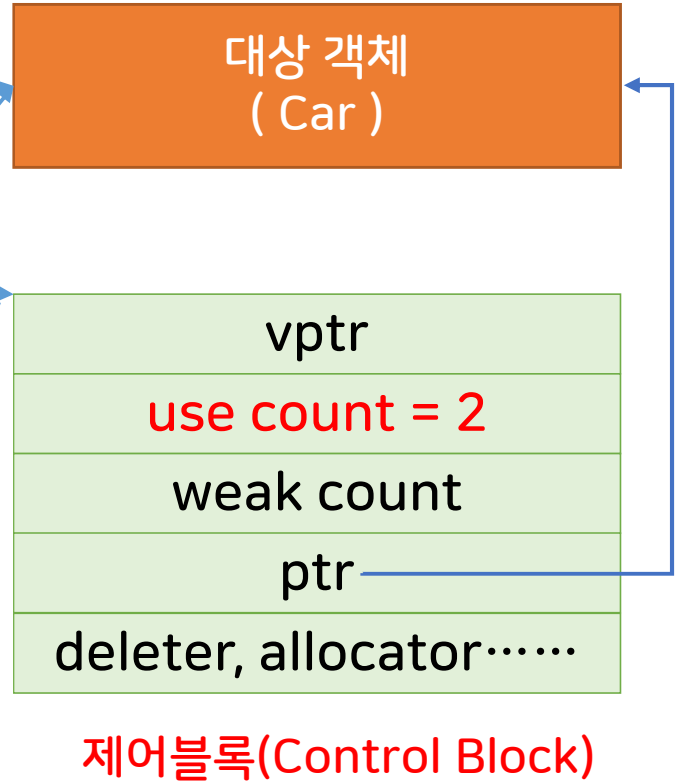 대상 객체
( Car )
vptr
use count = 2
weak count
ptr
deleter, allocator……
제어블록(Control Block)